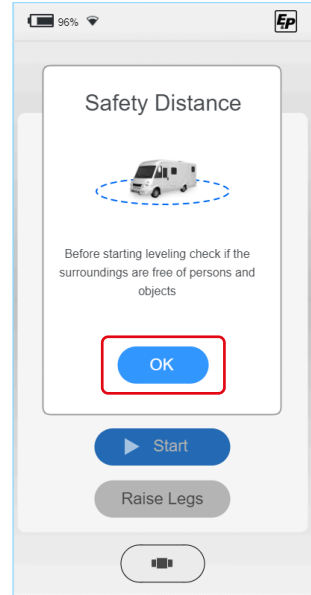 96%
EP
Safety Distance
Before starting leveling check if the
surroundings are free of persons and
objects
OK
Start
Raise Legs